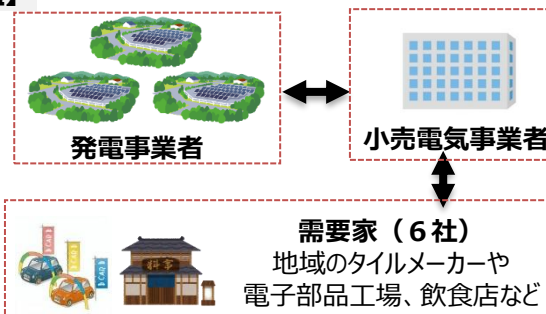 発電事業者
小売電気事業者
需要家（６社）
地域のタイルメーカーや
電子部品工場、飲食店など